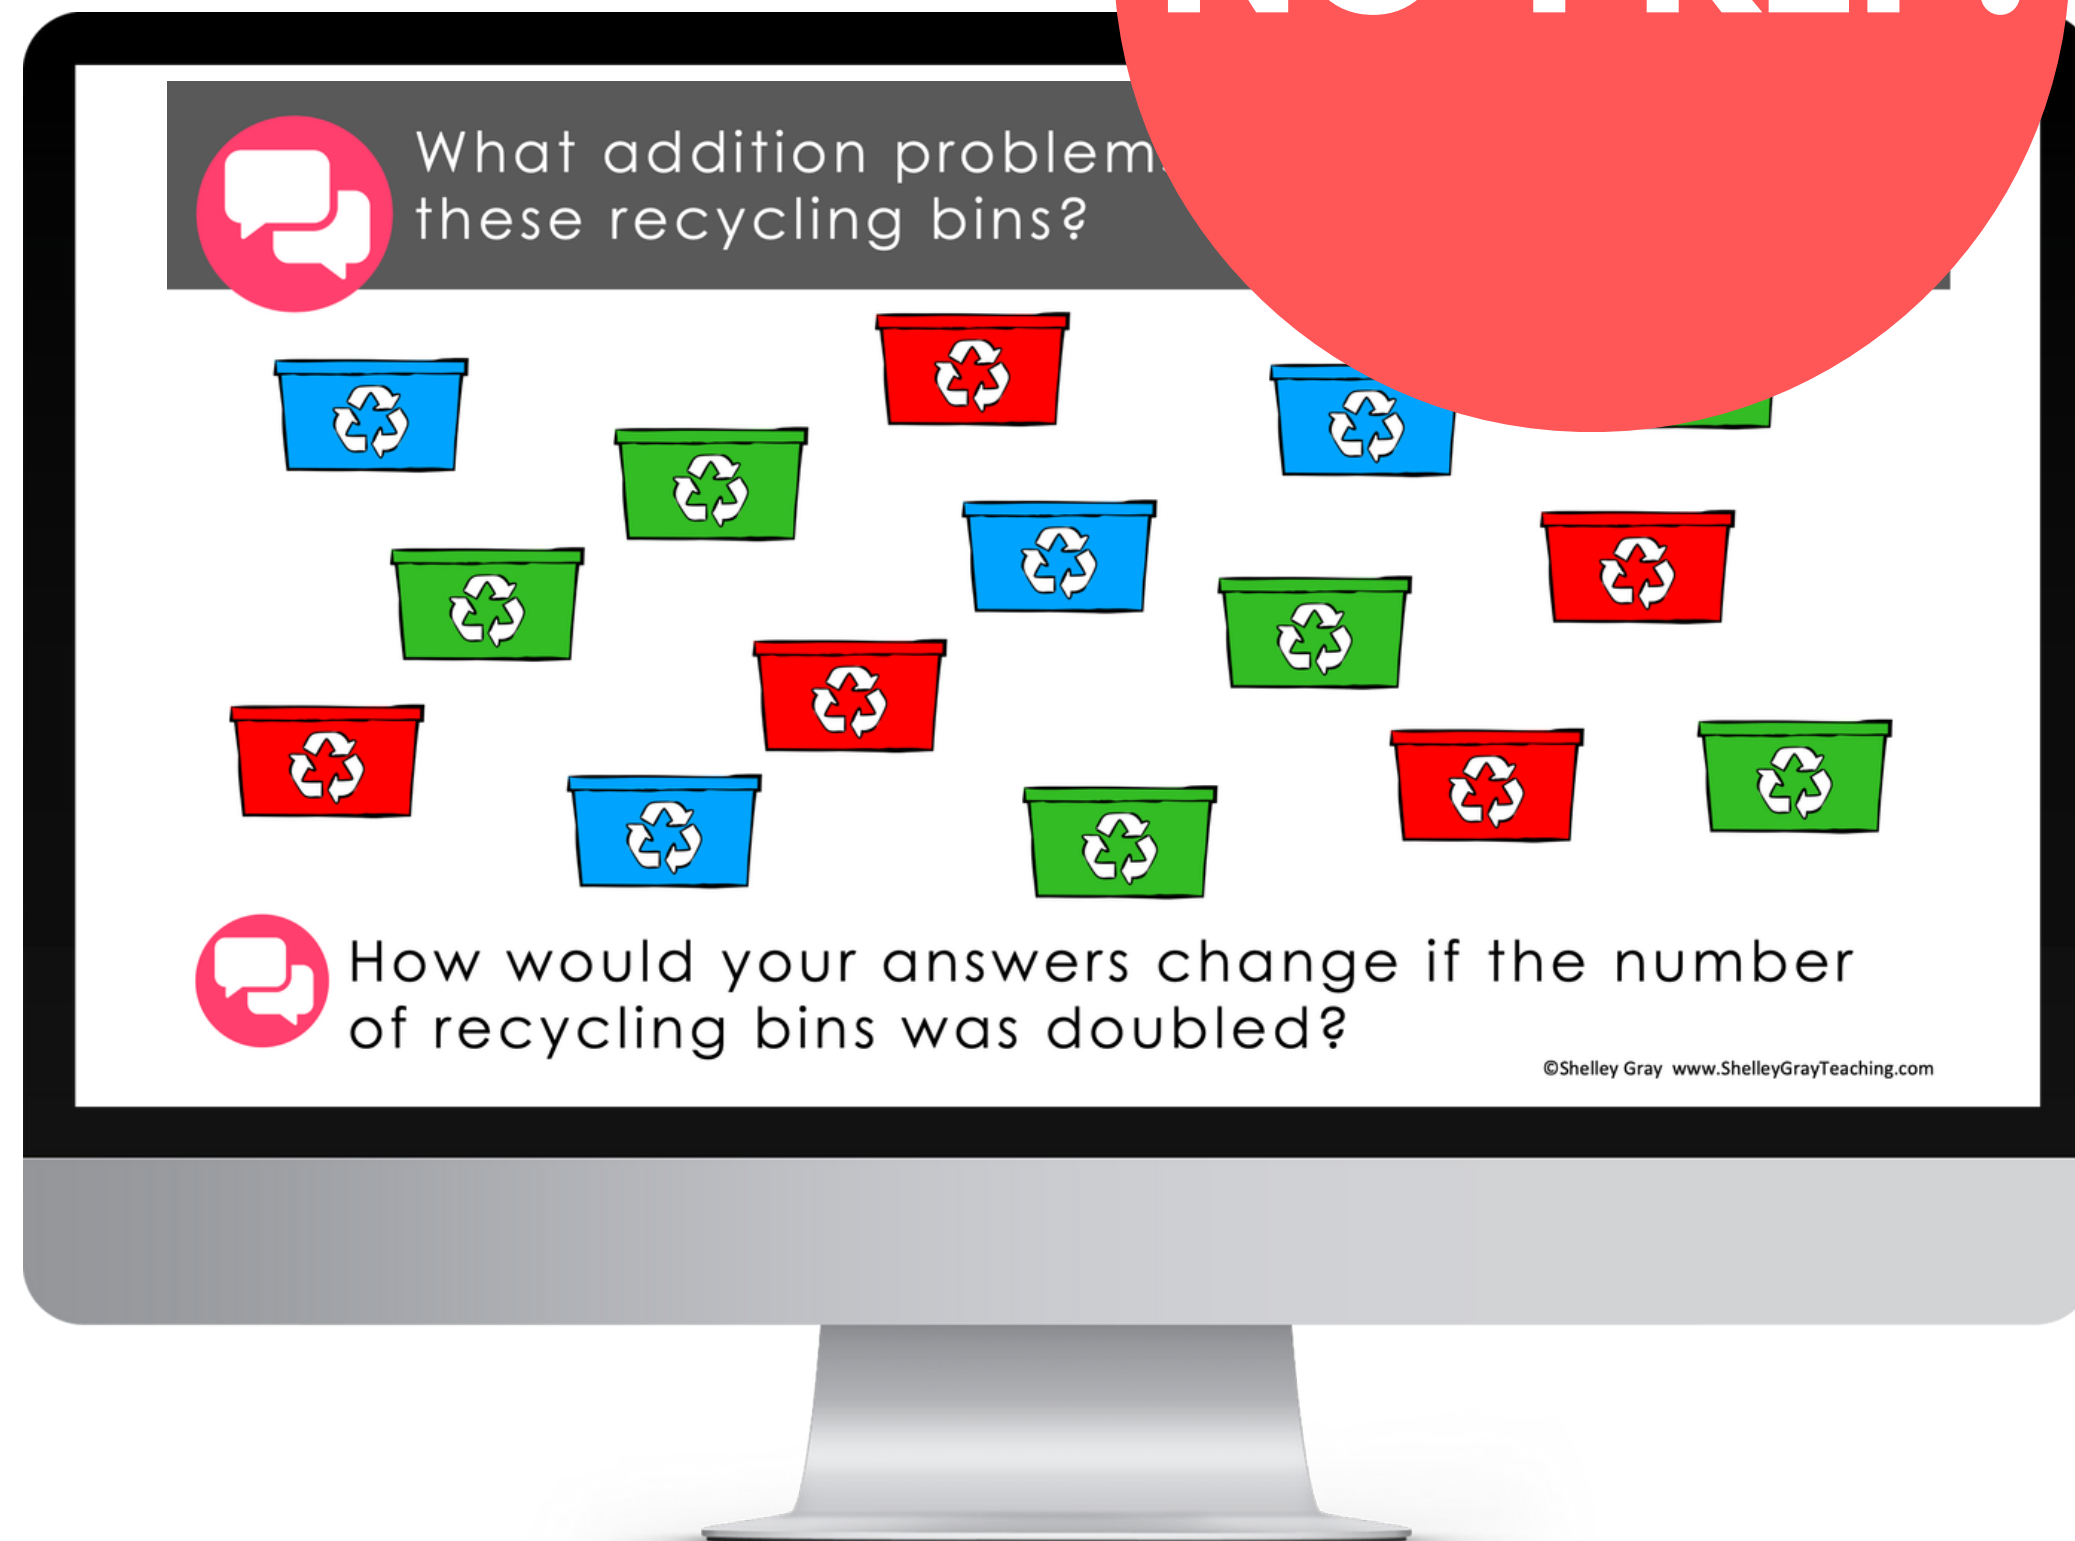 What addition problem
these recycling bins?
How would your answers change if the number
of recycling bins was doubled?
©Shelley Gray www.ShelleyGrayTeaching.com